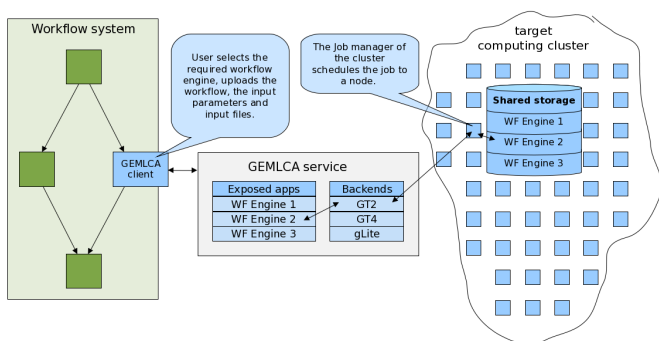 Workflow system
User selects the
required workflow
engine, uploads the
workflow, the input
parameters and
input files.
The Job manager of
the cluster
schedules the job to
a node.
target
computing cluster
Shared storage
WF Engine 1
WF Engine 2
WF Engine 3
GEMLCA
client
GEMLCA service
Exposed apps
WF Engine 1
WF Engine 2
WF Engine 3
Backends
GT2
GT4
gLite